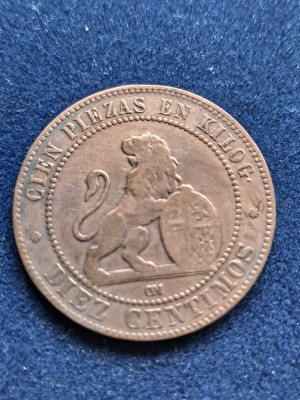 CIEN PIEZAS EN KILOG.
OM
DIEZ CENTIMOS